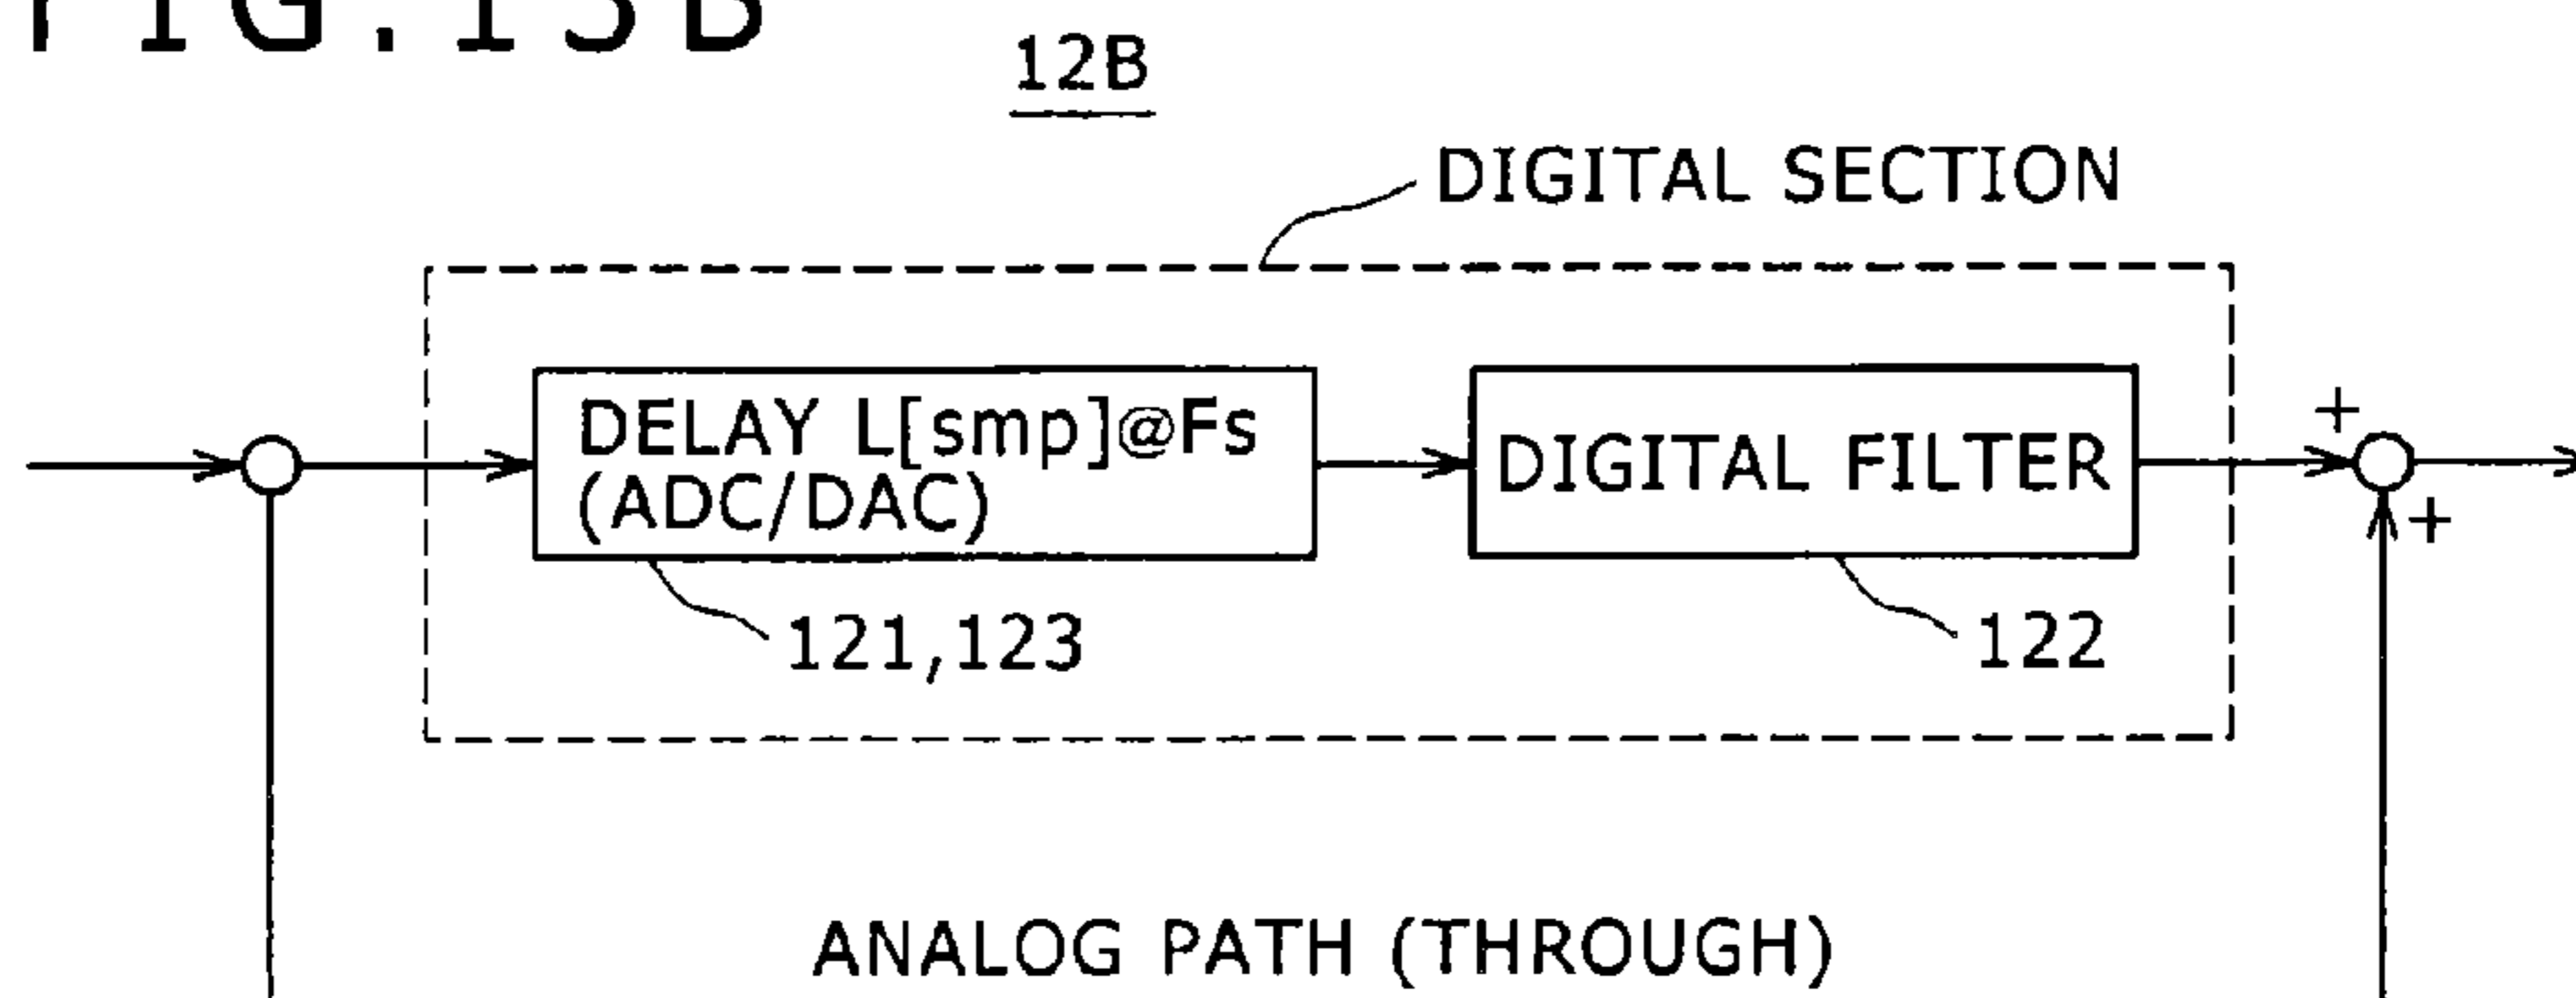 12B
DIGITAL SECTION
DELAY L[smp]@Fs
(ADC/DAC)
DIGITAL FILTER
+
+
121,123
122
ANALOG PATH (THROUGH)